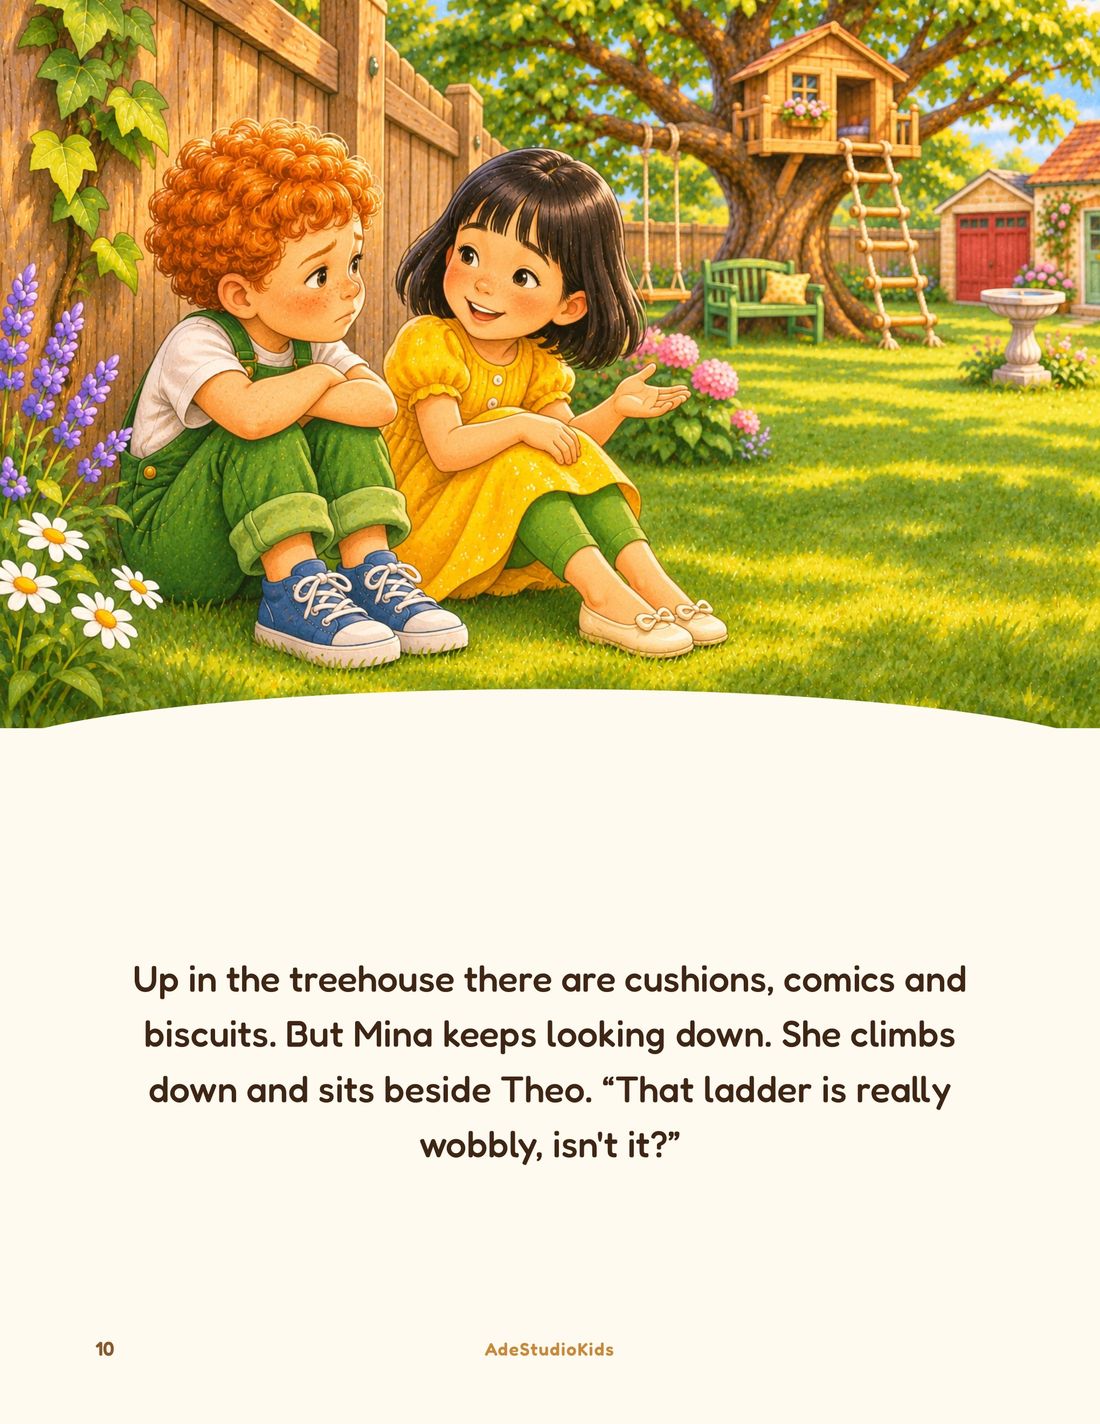 Up in the treehouse there are cushions, comics and
biscuits. But Mina keeps looking down. She climbs
down and sits beside Theo. “That ladder is really
wobbly, isn't it?”
10
AdeStudioKids